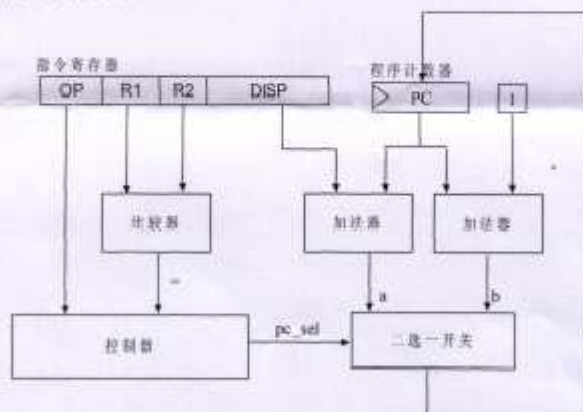 指令寄存器
程序计数器
OP R1 R2 DISP
PC
1
比较器
加法器
加法器
=
a
b
控制器
pc_sel
二选一开关